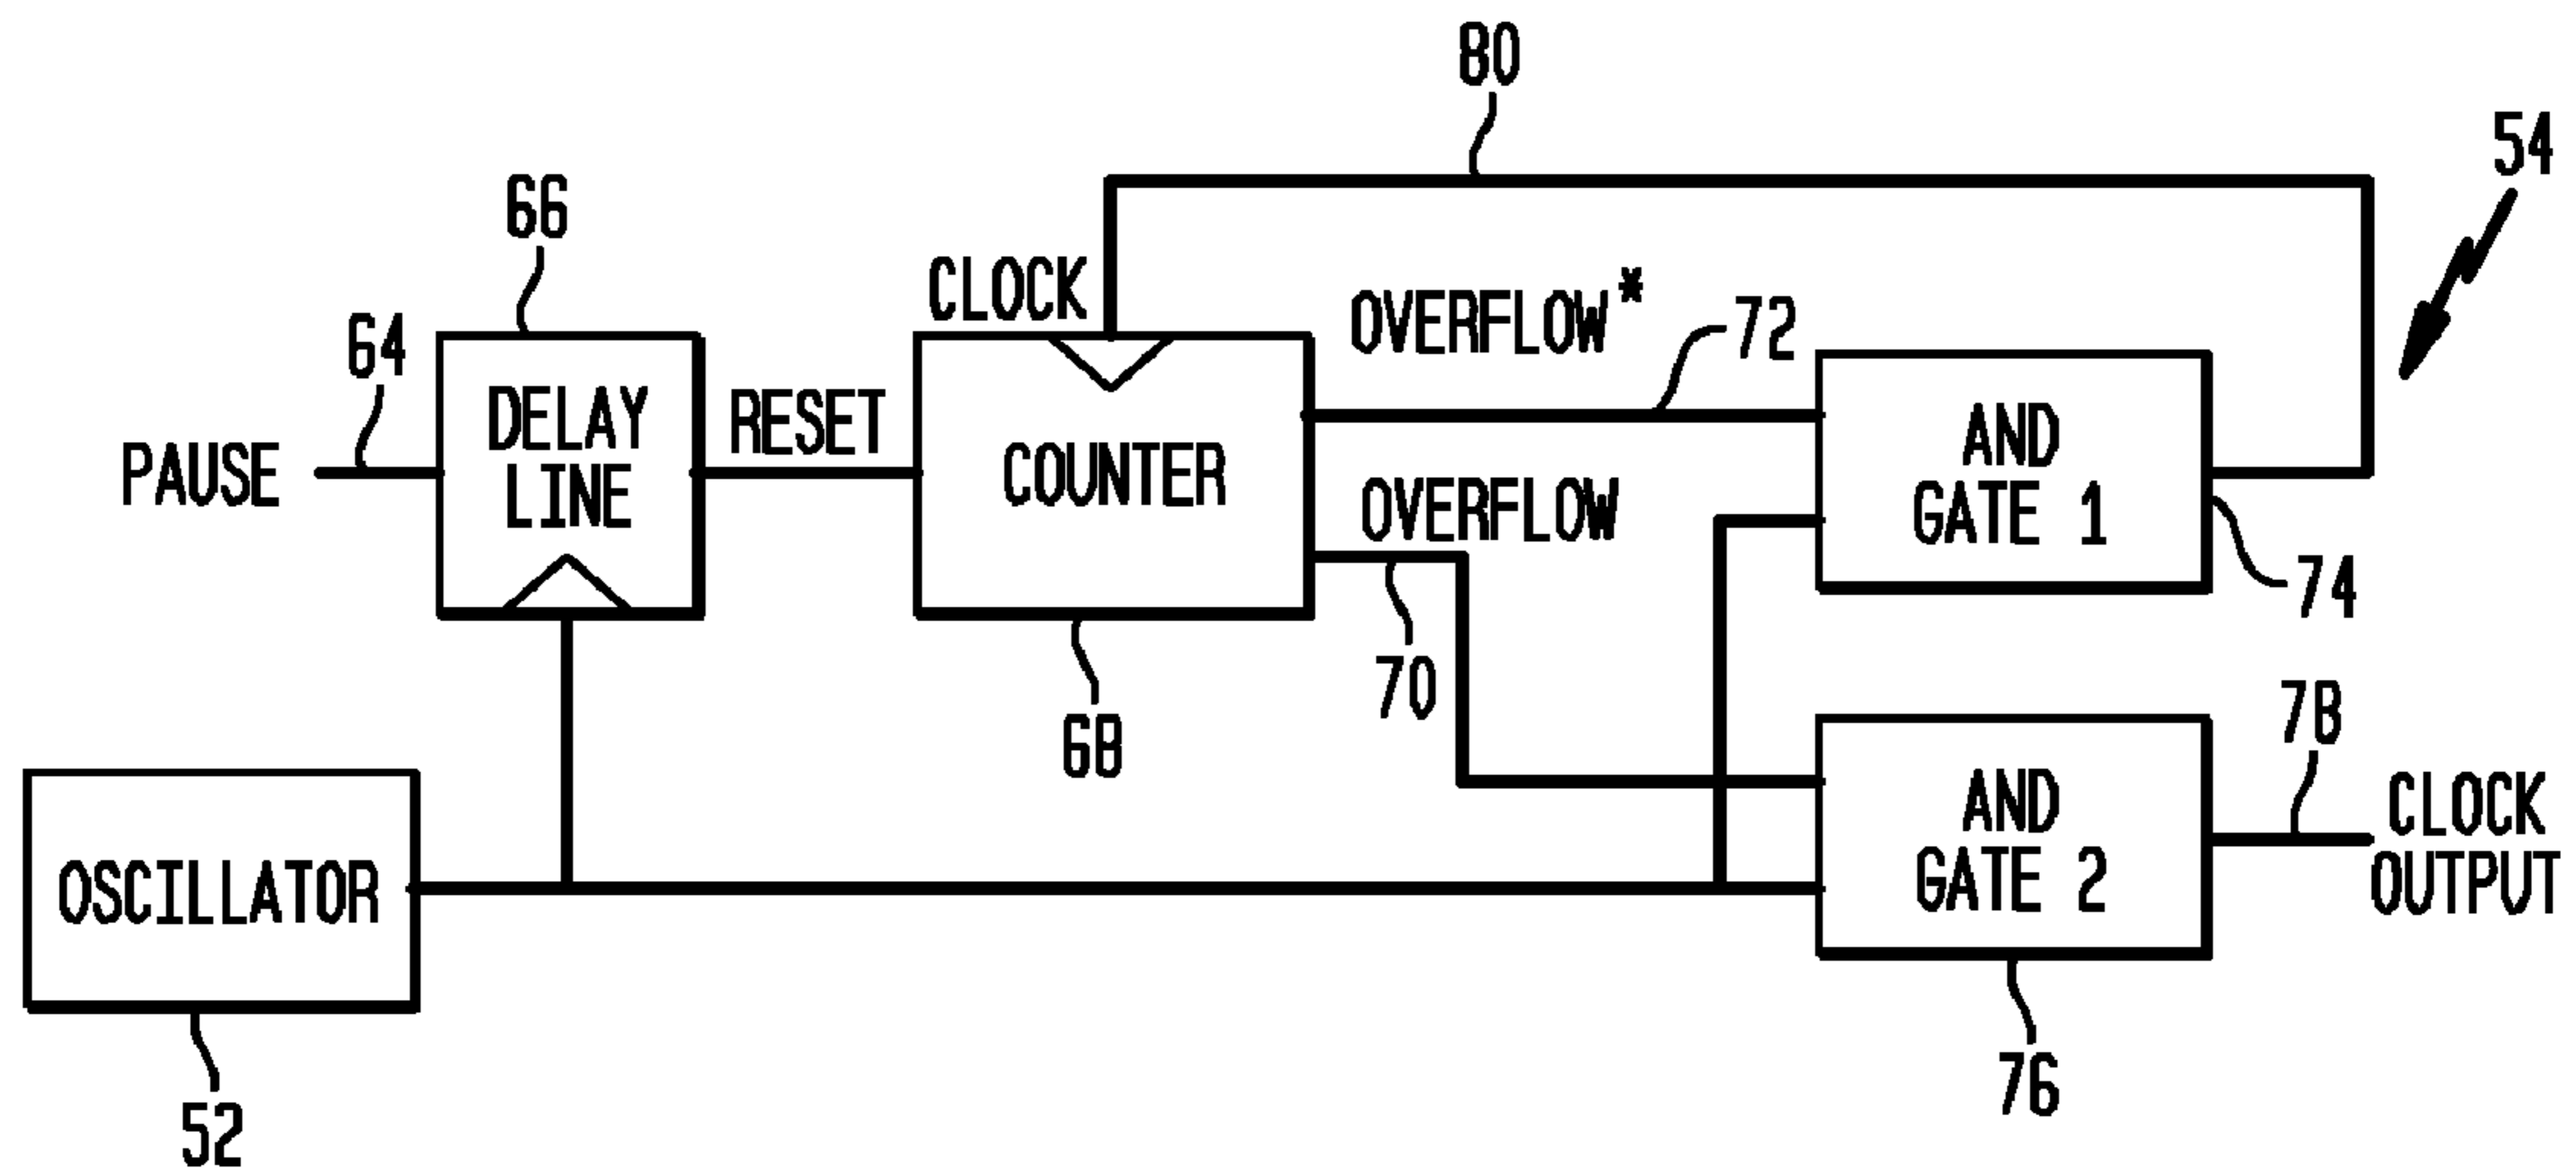 80
54
66
CLOCK
OVERFLOW*
72
64
DELAY
LINE
RESET
PAUSE
COUNTER
AND
GATE 1
OVERFLOW
74
70
68
78
AND
GATE 2
CLOCK
OUTPUT
OSCILLATOR
76
52